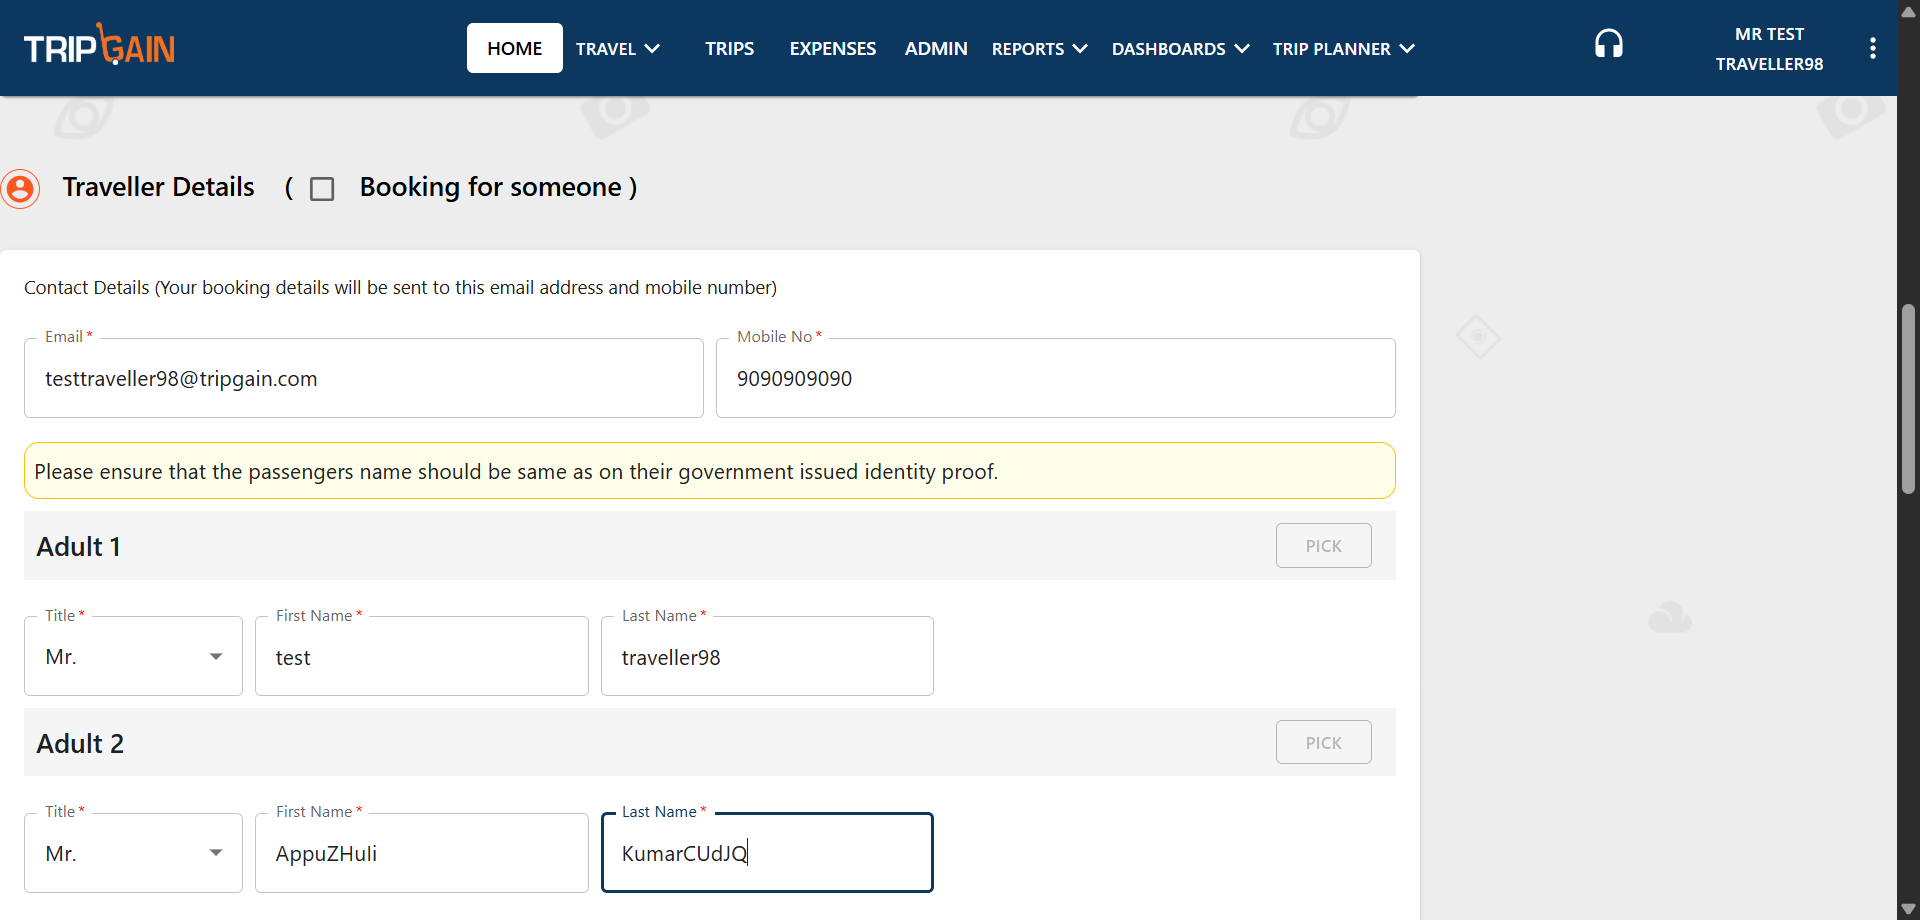 TRIPGAIN
HOME TRAVEL TRIPS EXPENSES ADMIN REPORTS DASHBOARDS TRIP PLANNER
MR TEST
TRAVELLER98
Traveller Details ( Booking for someone )
Contact Details (Your booking details will be sent to this email address and mobile number)
Email * Mobile No *
testtraveller98@tripgain.com 9090909090
Please ensure that the passengers name should be same as on their government issued identity proof.
Adult 1 PICK
Title * First Name * Last Name *
Mr. test traveller98
Adult 2 PICK
Title * First Name * Last Name *
Mr. AppuZHuli KumarCUdJQ